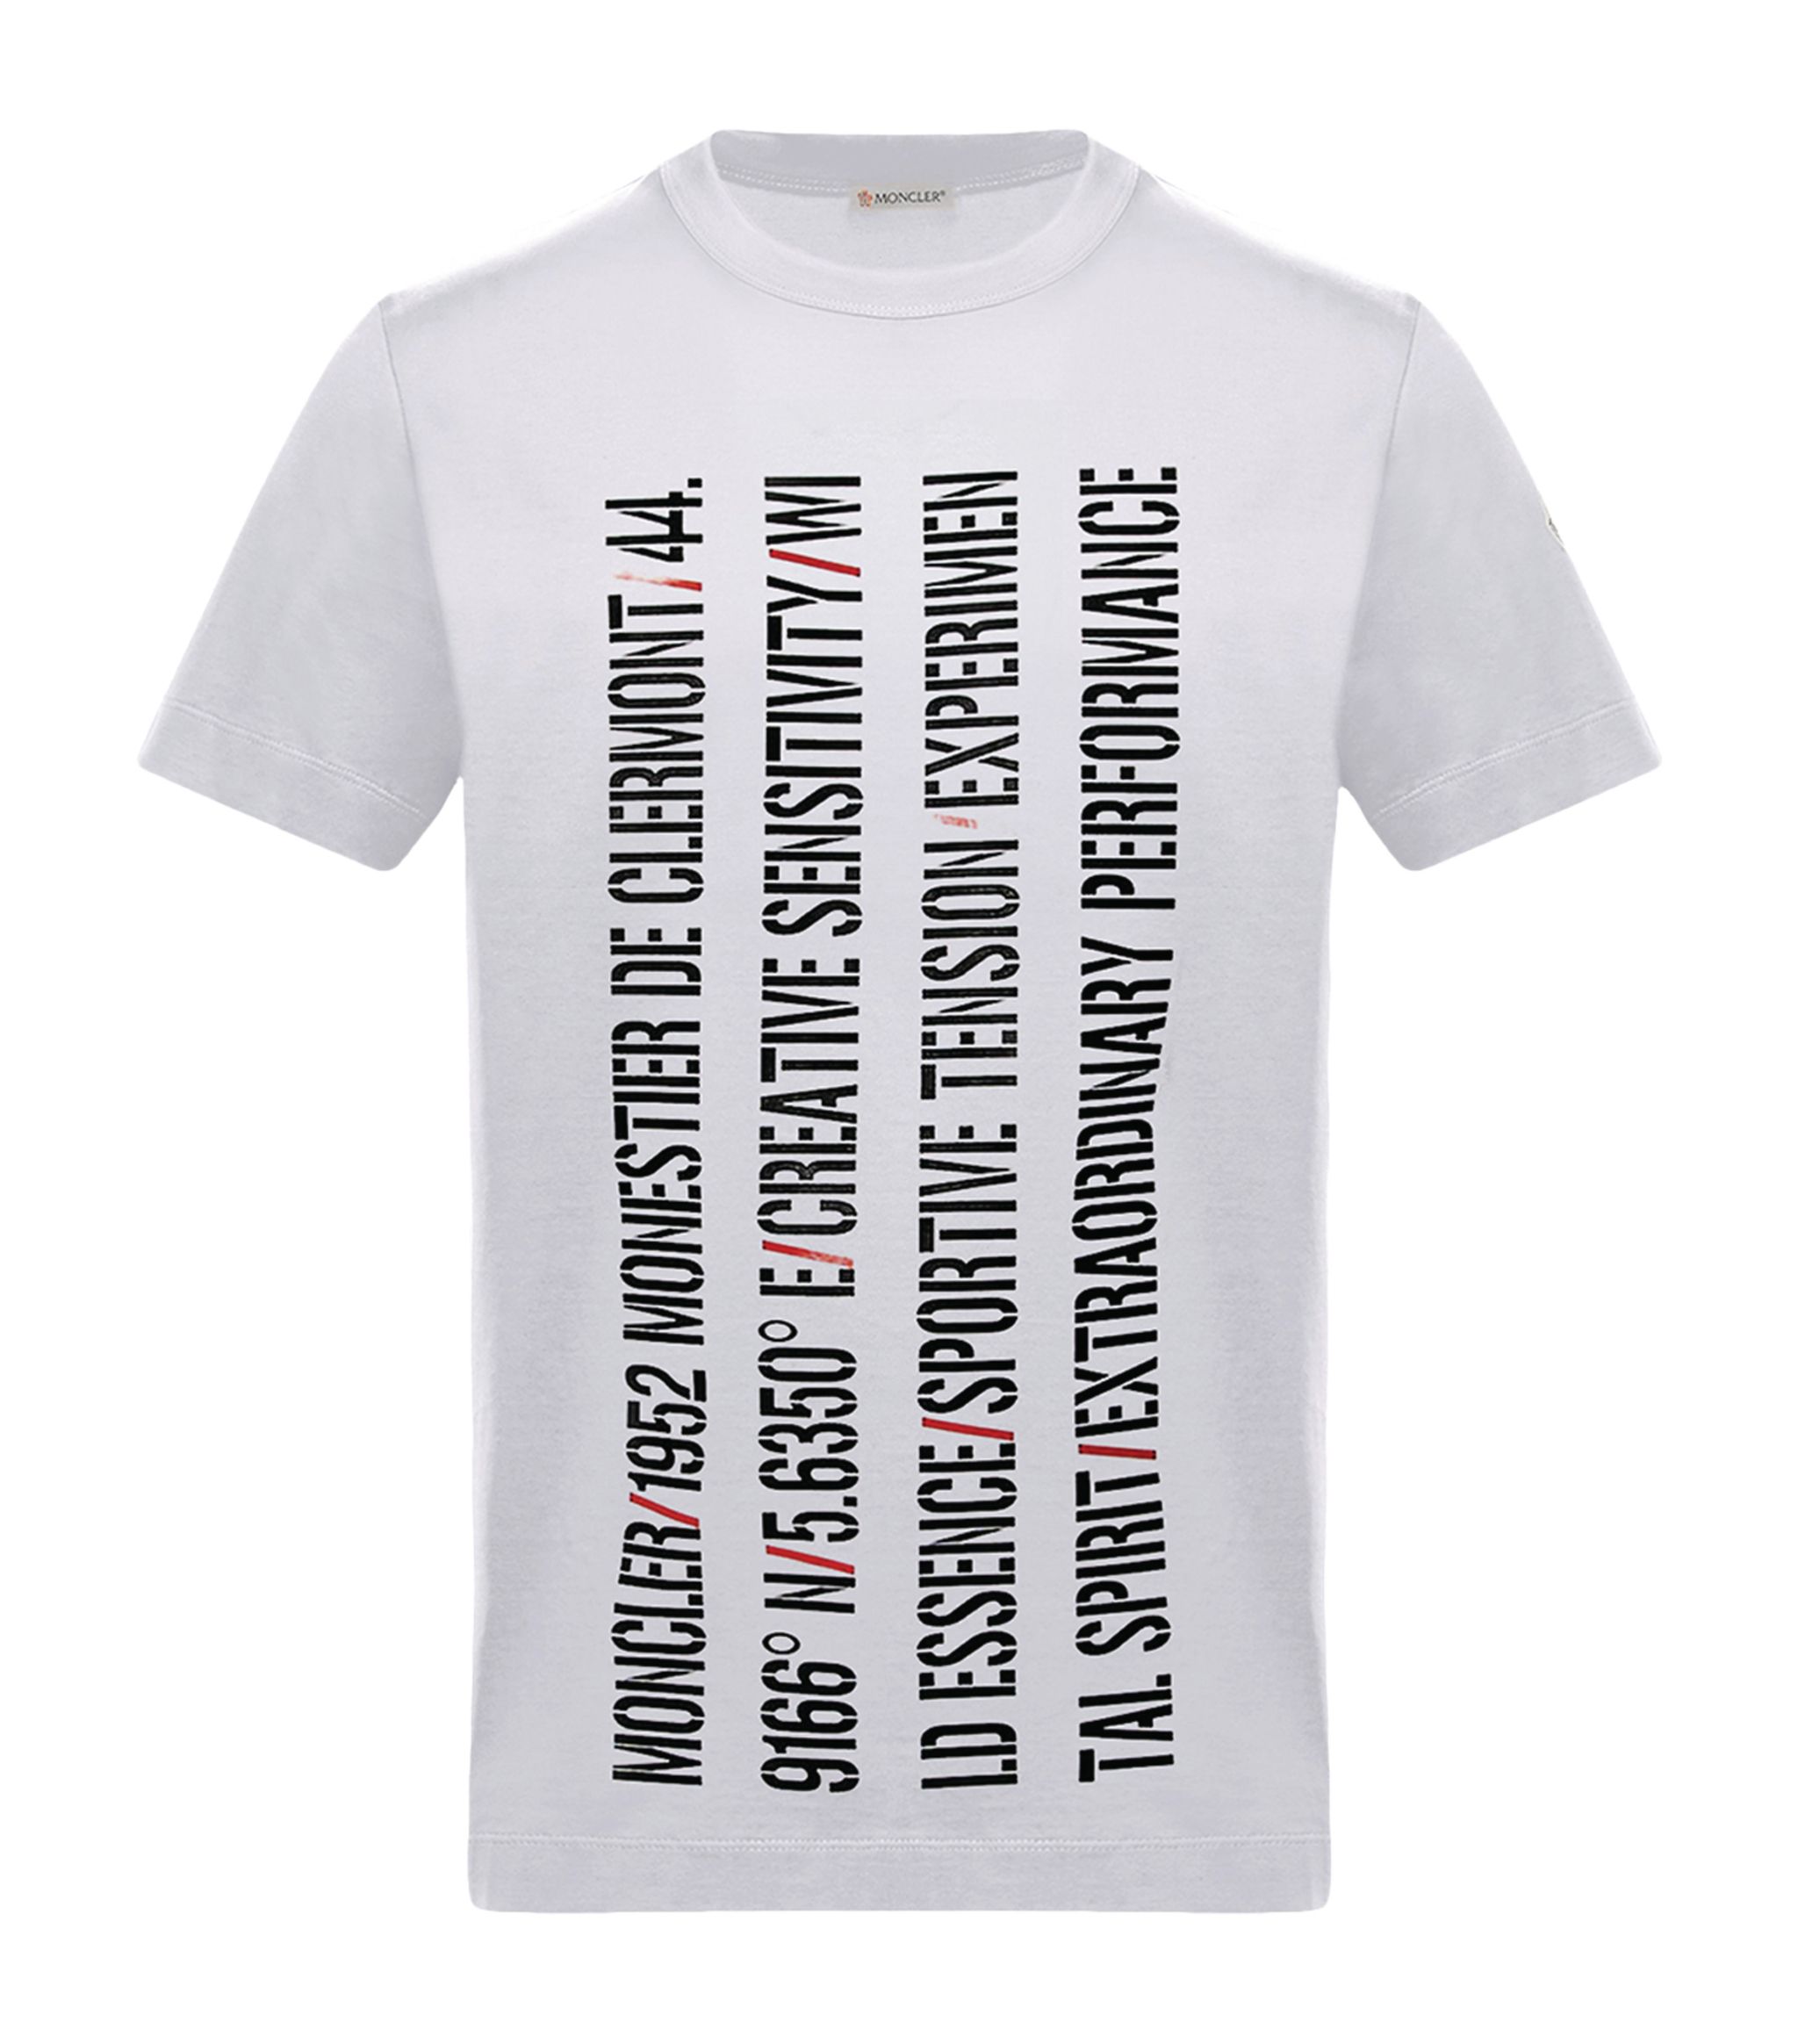 MONCLER®
MONCLER/1952 MONESTIER DE CLERMONT/44.
9166° N/5.6350° E/CREATIVE SENSITIVITY/WI
LD ESSENCE/SPORTIVE TENSION/EXPERIMEN
TAL SPIRIT/EXTRAORDINARY PERFORMANCE